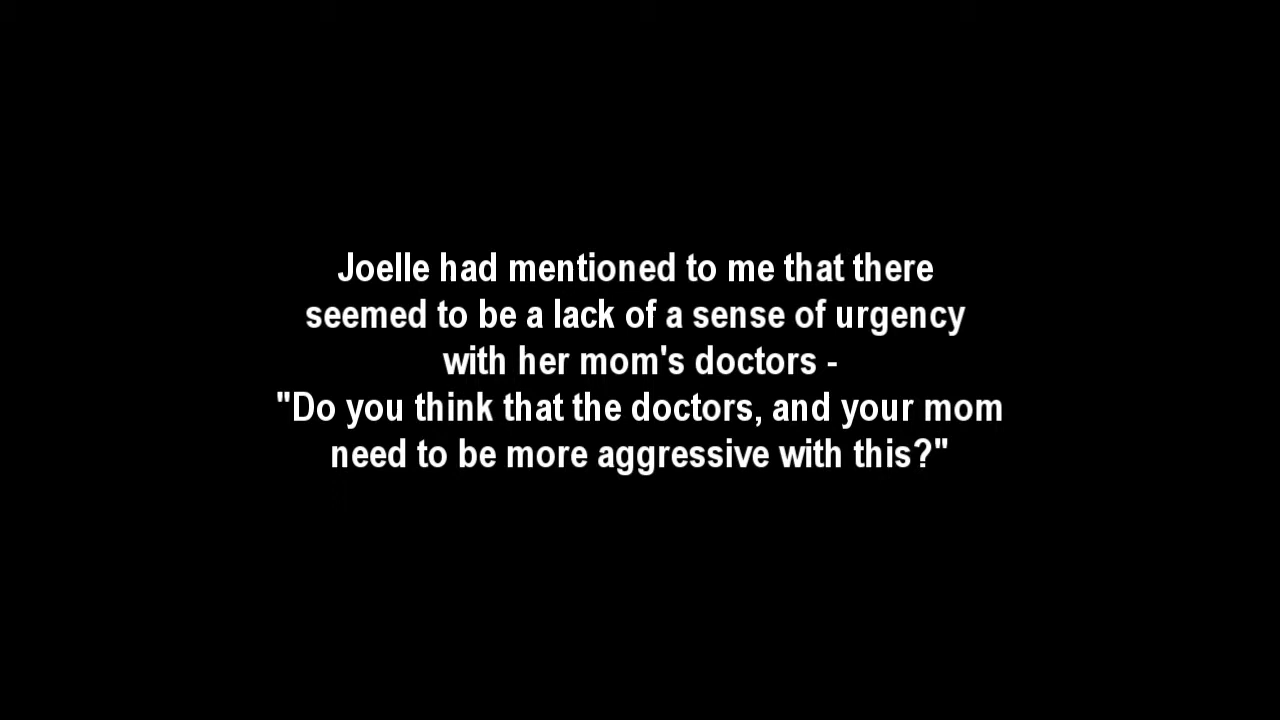 Joelle had mentioned to me that there
seemed to be a lack of a sense of urgency
with her mom's doctors -
"Do you think that the doctors, and your mom
need to be more aggressive with this?"